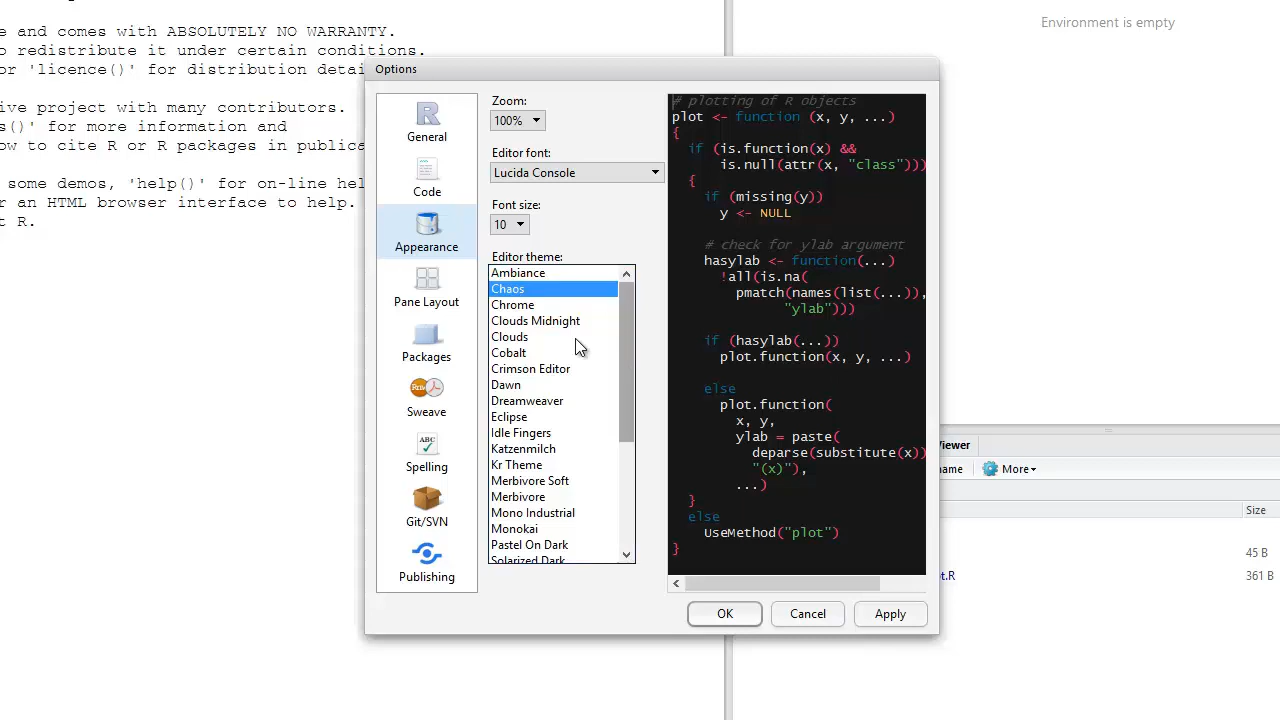 e and comes with ABSOLUTELY NO WARRANTY.
o redistribute it under certain conditions.
or 'licence()' for distribution detai
ive project with many contributors.
s()' for more information and
ow to cite R or R packages in publica
some demos, 'help()' for on-line hel
r an HTML browser interface to help.
t R.
Environment is empty
Options
General
Code
Appearance
Pane Layout
Packages
Sweave
ABC
Spelling
Git/SVN
Publishing
Zoom:
100%
Editor font:
Lucida Console
Font size:
10
Editor theme:
Ambiance
Chaos
Chrome
Clouds Midnight
Clouds
Cobalt
Crimson Editor
Dawn
Dreamweaver
Eclipse
Idle Fingers
Katzenmilch
Kr Theme
Merbivore Soft
Merbivore
Mono Industrial
Monokai
Pastel On Dark
Solarized Dark
# plotting of R objects
plot <- function (x, y, ...)
{
if (is.function(x) &&
is.null(attr(x, "class")))
{
if (missing(y))
y <- NULL
# check for ylab argument
hasylab <- function(...)
!all(is.na(
pmatch(names(list(...)),
"ylab")))
if (hasylab(...))
plot.function(x, y, ...)
else
plot.function(
x, y,
ylab = paste(
deparse(substitute(x))
"(x)"),
...)
}
else
UseMethod("plot")
}
OK
Cancel
Apply
Viewer
name
More
Size
45 B
t.R
361 B